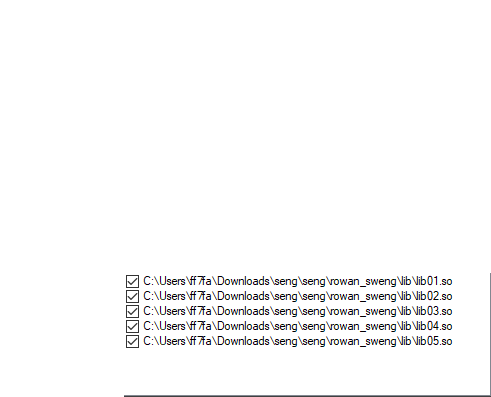 C:\Users\ff7fa\Downloads\seng\seng\rowan_sweng\lib\lib01.so
C:\Users\ff7fa\Downloads\seng\seng\rowan_sweng\lib\lib02.so
C:\Users\ff7fa\Downloads\seng\seng\rowan_sweng\lib\lib03.so
C:\Users\ff7fa\Downloads\seng\seng\rowan_sweng\lib\lib04.so
C:\Users\ff7fa\Downloads\seng\seng\rowan_sweng\lib\lib05.so